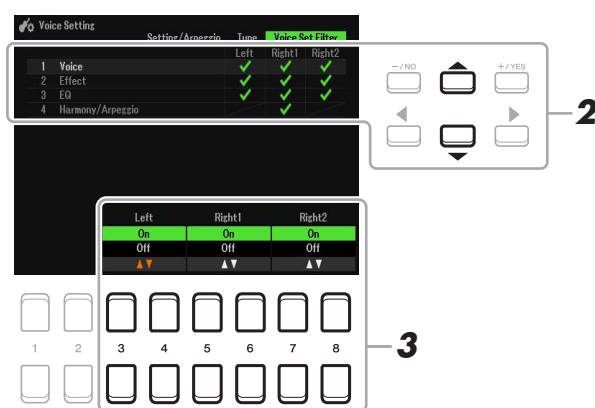 Voice Setting
Setting/Arpeggio Type Voice Set Filter
Left Right1 Right2
1 Voice
2 Effect
3 EQ
4 Harmony/Arpeggio
−/NO +/YES
2
Left Right1 Right2
On On On
Off Off Off
1 2 3 4 5 6 7 8
3